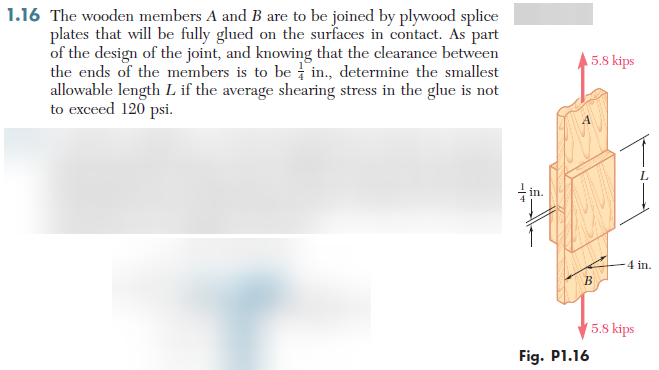 1.16 The wooden members A and B are to be joined by plywood splice
plates that will be fully glued on the surfaces in contact. As part
of the design of the joint, and knowing that the clearance between
the ends of the members is to be 1/4 in., determine the smallest
allowable length L if the average shearing stress in the glue is not
to exceed 120 psi.
5.8 kips
A
L
1/4 in.
4 in.
B
5.8 kips
Fig. P1.16